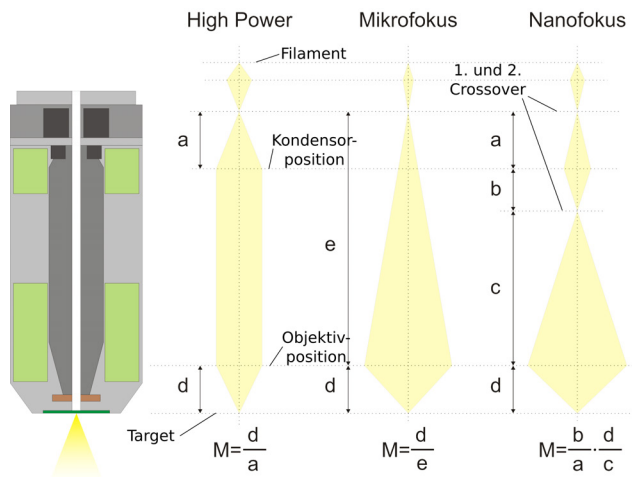 High Power
Mikrofokus
Nanofokus
Filament
1. und 2.
Crossover
a
Kondensor-
position
a
b
e
c
Objektiv-
position
d
d
d
Target
M=d/a
M=d/e
M=b/a·d/c